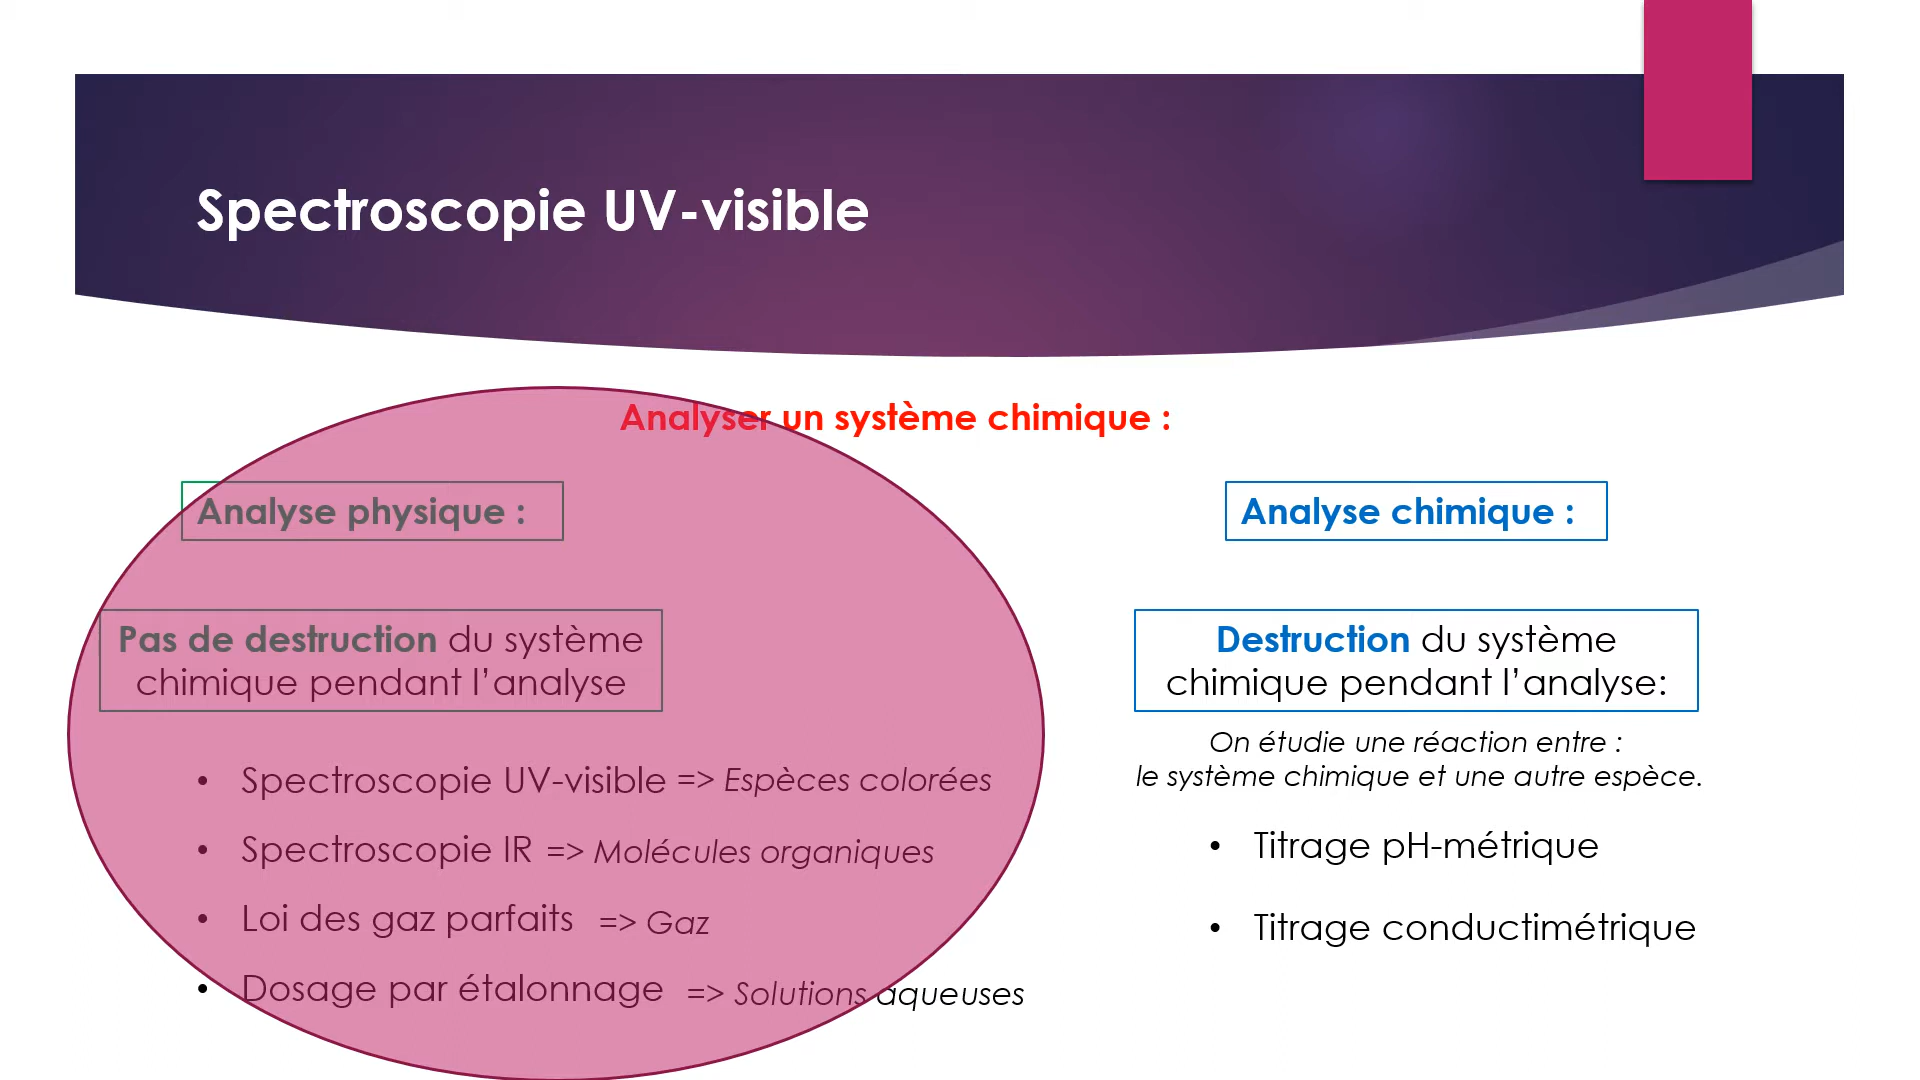 Spectroscopie UV-visible
Analyser un système chimique :
Analyse physique :
Pas de destruction du système
chimique pendant l’analyse
• Spectroscopie UV-visible => Espèces colorées
• Spectroscopie IR => Molécules organiques
• Loi des gaz parfaits => Gaz
• Dosage par étalonnage => Solutions aqueuses
Analyse chimique :
Destruction du système
chimique pendant l’analyse:
On étudie une réaction entre :
le système chimique et une autre espèce.
• Titrage pH-métrique
• Titrage conductimétrique